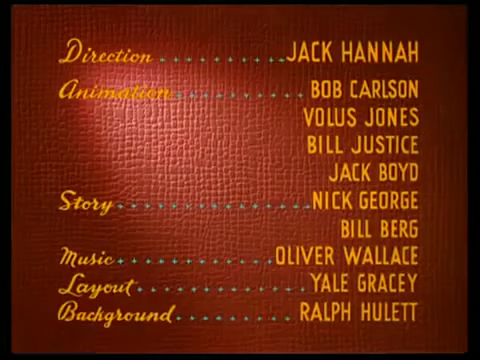 Direction JACK HANNAH
Animation BOB CARLSON
VOLUS JONES
BILL JUSTICE
JACK BOYD
Story NICK GEORGE
BILL BERG
Music OLIVER WALLACE
Layout YALE GRACEY
Background RALPH HULETT